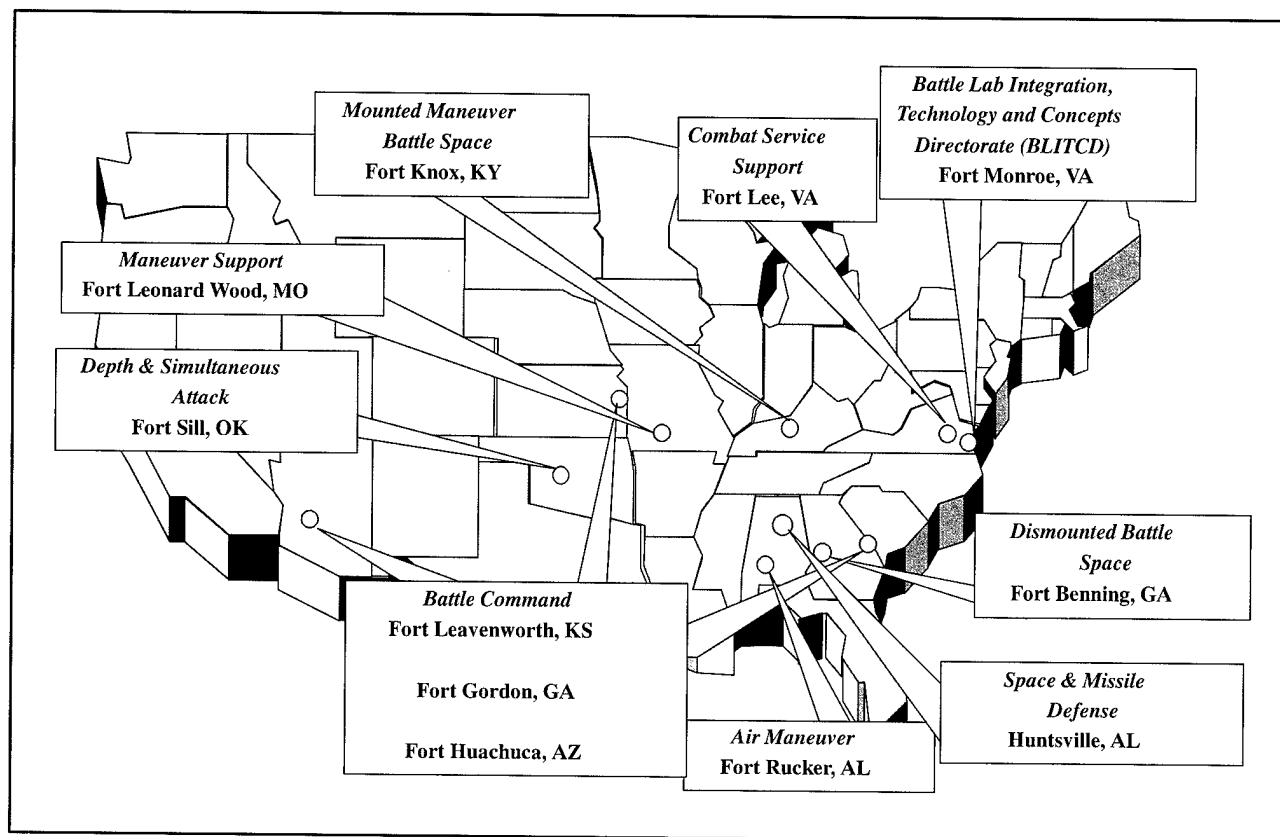 Mounted Maneuver
Battle Space
Fort Knox, KY
Combat Service
Support
Fort Lee, VA
Battle Lab Integration,
Technology and Concepts
Directorate (BLITCD)
Fort Monroe, VA
Maneuver Support
Fort Leonard Wood, MO
Depth & Simultaneous
Attack
Fort Sill, OK
Battle Command
Fort Leavenworth, KS
Fort Gordon, GA
Fort Huachuca, AZ
Dismounted Battle
Space
Fort Benning, GA
Space & Missile
Defense
Huntsville, AL
Air Maneuver
Fort Rucker, AL